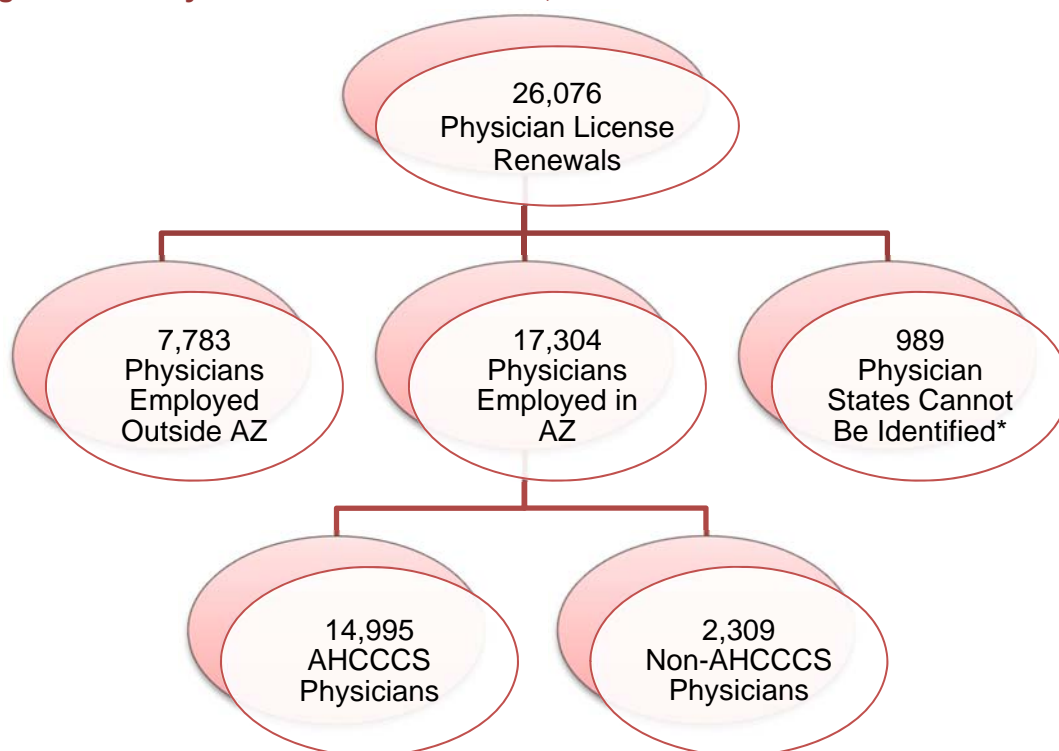 26,076
Physician License
Renewals
7,783
Physicians
Employed
Outside AZ
17,304
Physicians
Employed in
AZ
989
Physician
States Cannot
Be Identified*
14,995
AHCCCS
Physicians
2,309
Non-AHCCCS
Physicians